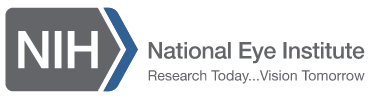 NIH
National Eye Institute
Research Today...Vision Tomorrow